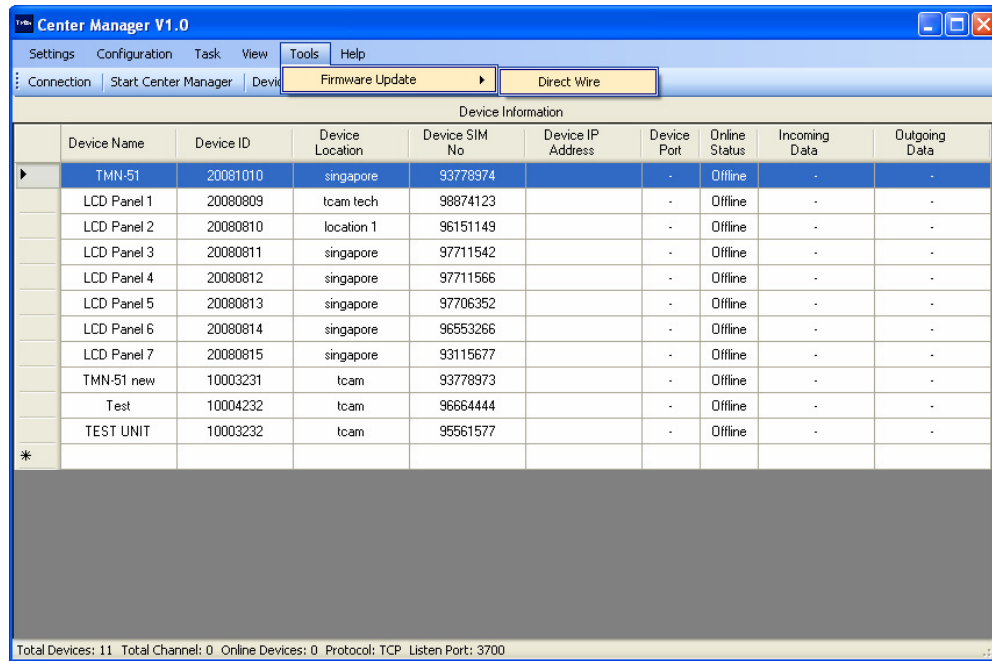 Center Manager V1.0
Settings Configuration Task View Tools Help
Connection Start Center Manager Firmware Update Direct Wire
Device Information
Device Name Device ID Device Location Device SIM No Device IP Address Device Port Online Status Incoming Data Outgoing Data
TMN-51 20081010 singapore 93778974 - Offline - -
LCD Panel 1 20080809 tcam tech 98874123 - Offline - -
LCD Panel 2 20080810 location 1 96151149 - Offline - -
LCD Panel 3 20080811 singapore 97711542 - Offline - -
LCD Panel 4 20080812 singapore 97711566 - Offline - -
LCD Panel 5 20080813 singapore 97706352 - Offline - -
LCD Panel 6 20080814 singapore 96553266 - Offline - -
LCD Panel 7 20080815 singapore 93115677 - Offline - -
TMN-51 new 10003231 tcam 93778973 - Offline - -
Test 10004232 tcam 96664444 - Offline - -
TEST UNIT 10003232 tcam 95561577 - Offline - -
Total Devices: 11 Total Channel: 0 Online Devices: 0 Protocol: TCP Listen Port: 3700